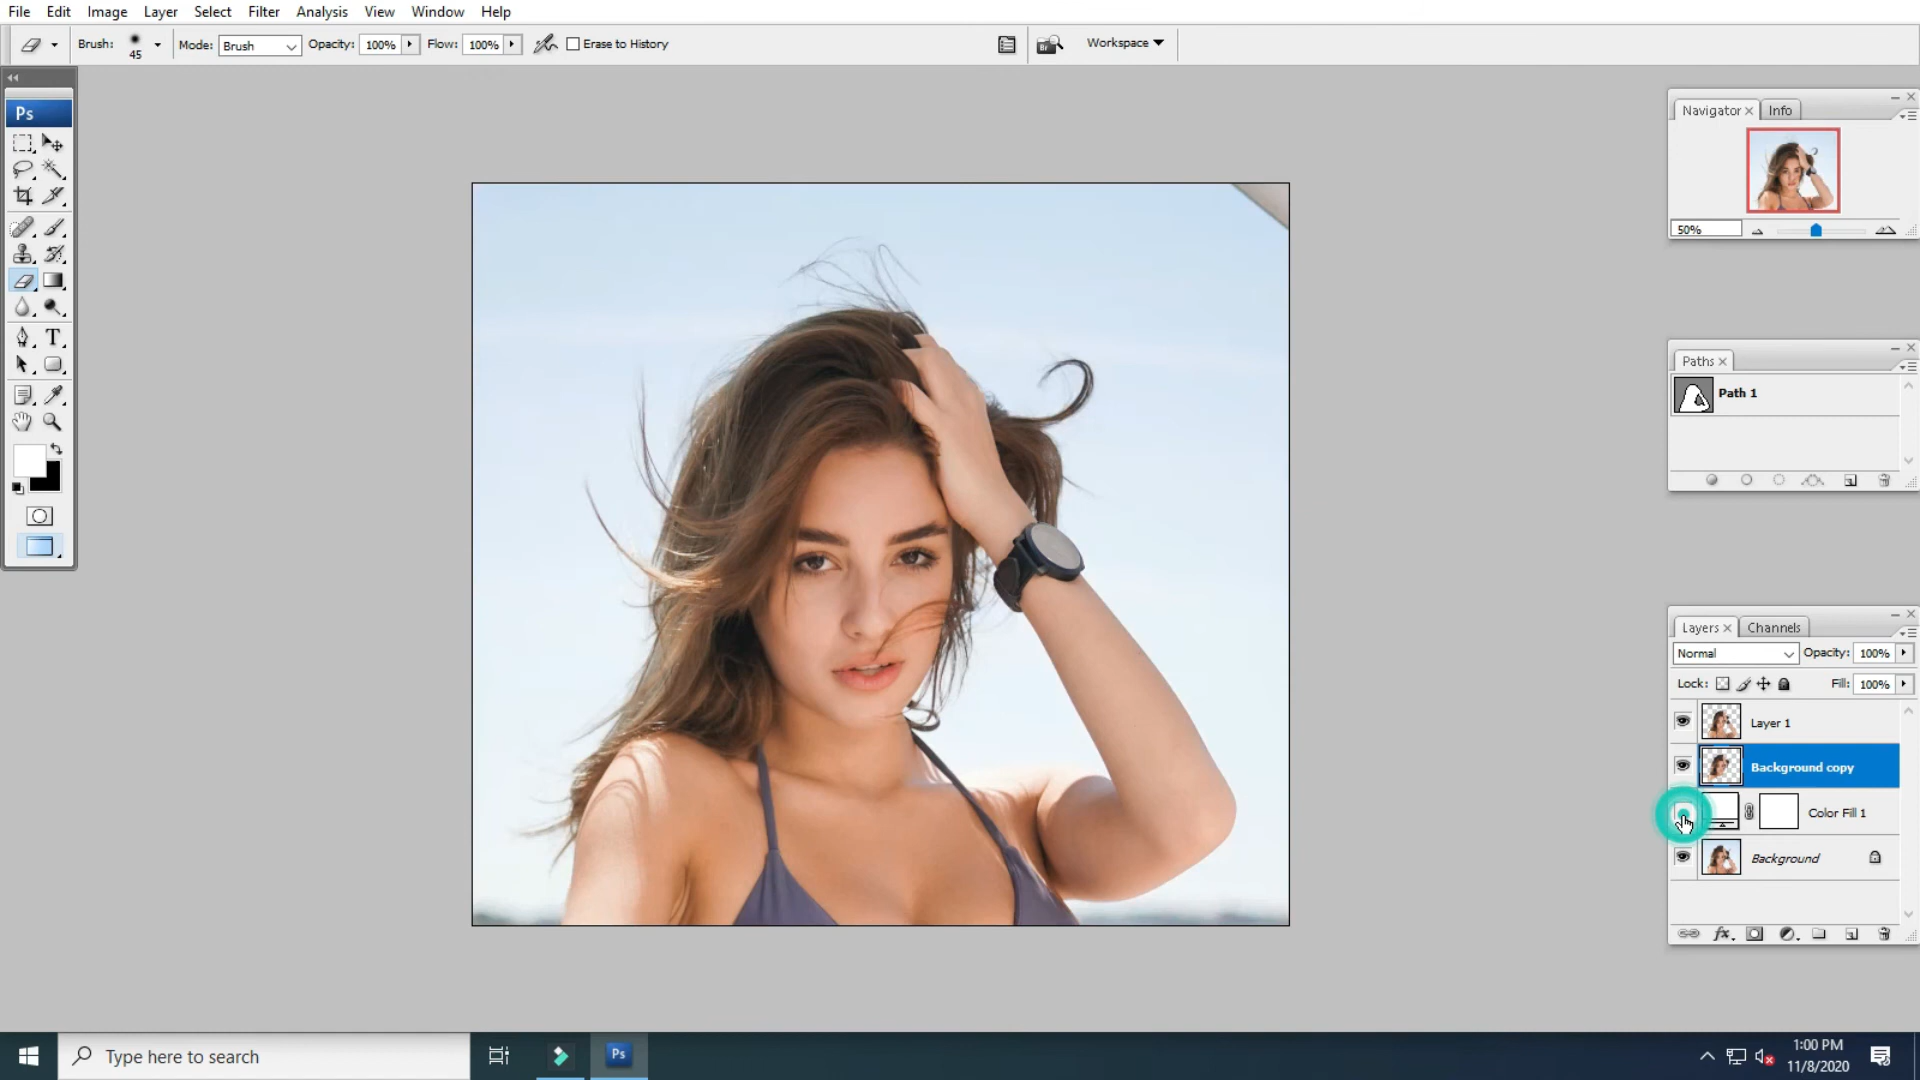 File Edit Image Layer Select Filter Analysis View Window Help
Brush: 45 Mode: Brush Opacity: 100% Flow: 100% Erase to History Workspace
Ps
T
Navigator Info
50%
Paths
Path 1
Layers Channels
Normal Opacity: 100%
Lock: Fill: 100%
Layer 1
Background copy
Color Fill 1
Background
fx
Type here to search
Ps
1:00 PM
11/8/2020